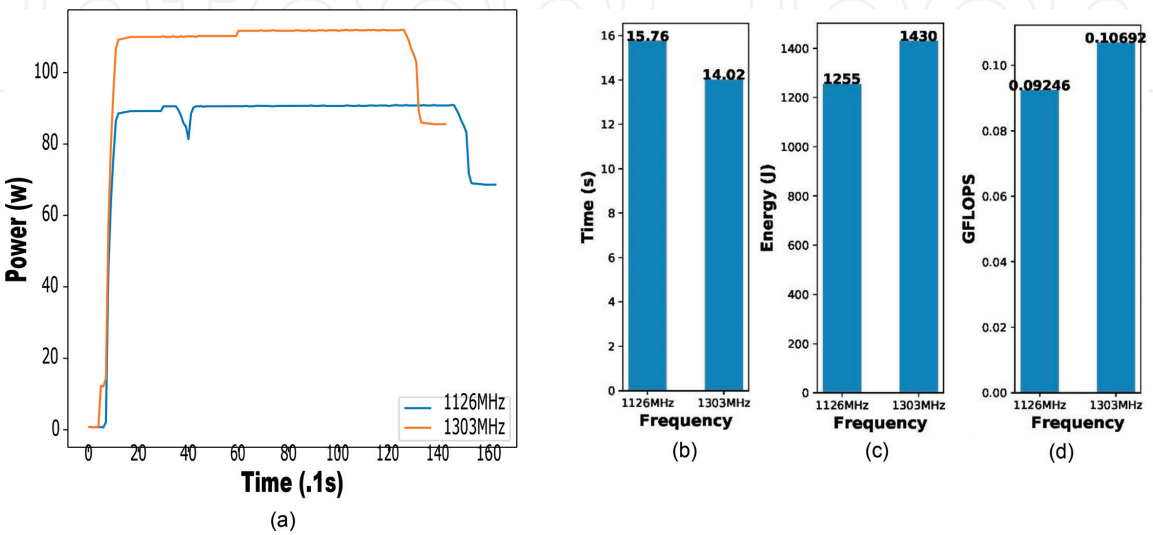 100
80
60
40
20
0
Power (w)
1126MHz
1303MHz
0 20 40 60 80 100 120 140 160
Time (.1s)
(a)
16
14
12
10
8
6
4
2
0
Time (s)
15.76
14.02
1126MHz 1303MHz
Frequency
(b)
1400
1200
1000
800
600
400
200
0
Energy (J)
1255
1430
1126MHz 1303MHz
Frequency
(c)
0.10
0.08
0.06
0.04
0.02
0.00
GFLOPS
0.09246
0.10692
1126MHz 1303MHz
Frequency
(d)